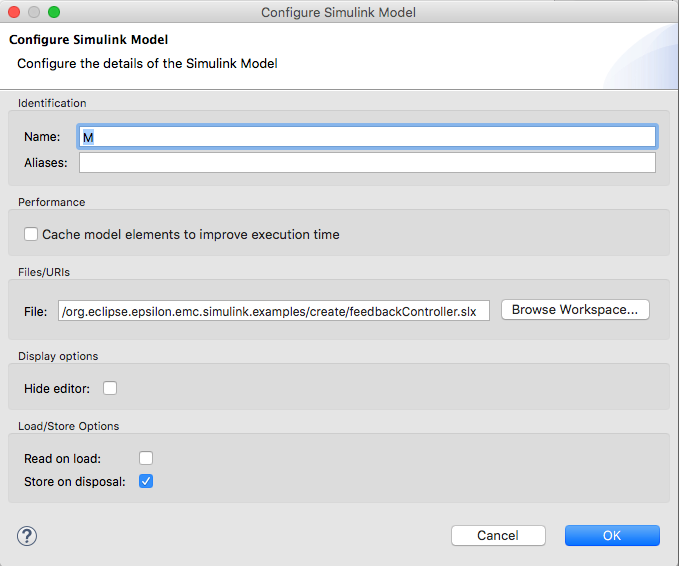 Configure Simulink Model
Configure Simulink Model
Configure the details of the Simulink Model
Identification
Name: M
Aliases:
Performance
Cache model elements to improve execution time
Files/URIs
File: /org.eclipse.epsilon.emc.simulink.examples/create/feedbackController.slx Browse Workspace...
Display options
Hide editor:
Load/Store Options
Read on load:
Store on disposal:
? Cancel OK